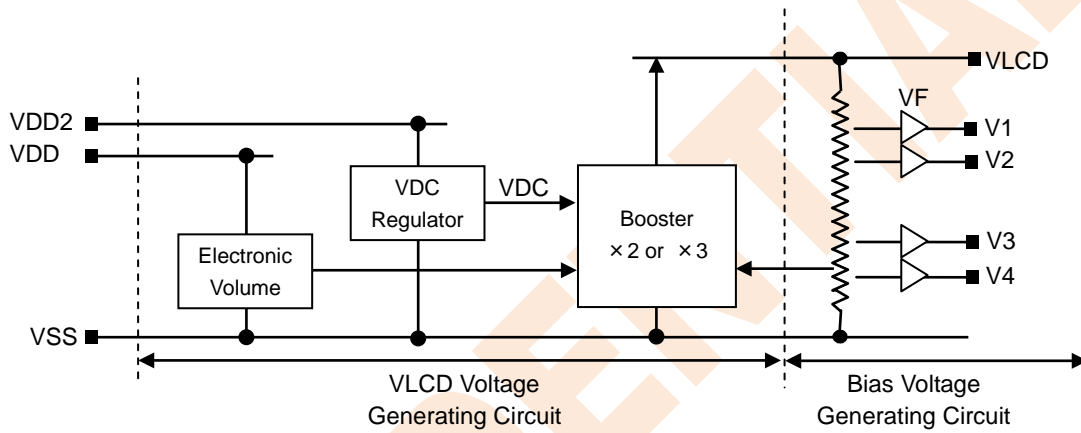 VLCD
VF
VDD2
V1
VDD
V2
VDC
Regulator
VDC
Booster
×2 or ×3
Electronic
Volume
V3
V4
VSS
VLCD Voltage
Generating Circuit
Bias Voltage
Generating Circuit